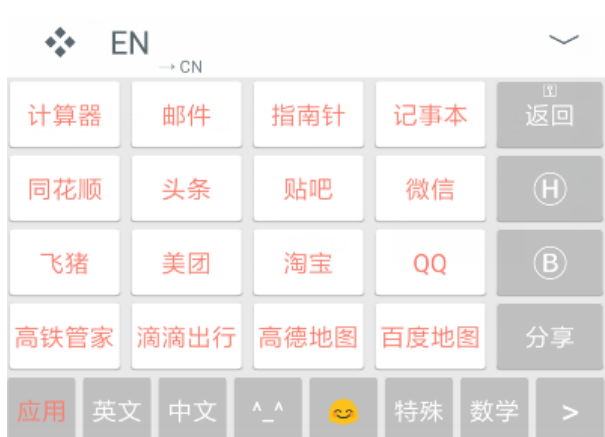 EN
→ CN
计算器 邮件 指南针 记事本 返回
同花顺 头条 贴吧 微信 Ⓗ
飞猪 美团 淘宝 QQ Ⓑ
高铁管家 滴滴出行 高德地图 百度地图 分享
应用 英文 中文 ^_^ 😊 特殊 数学 >